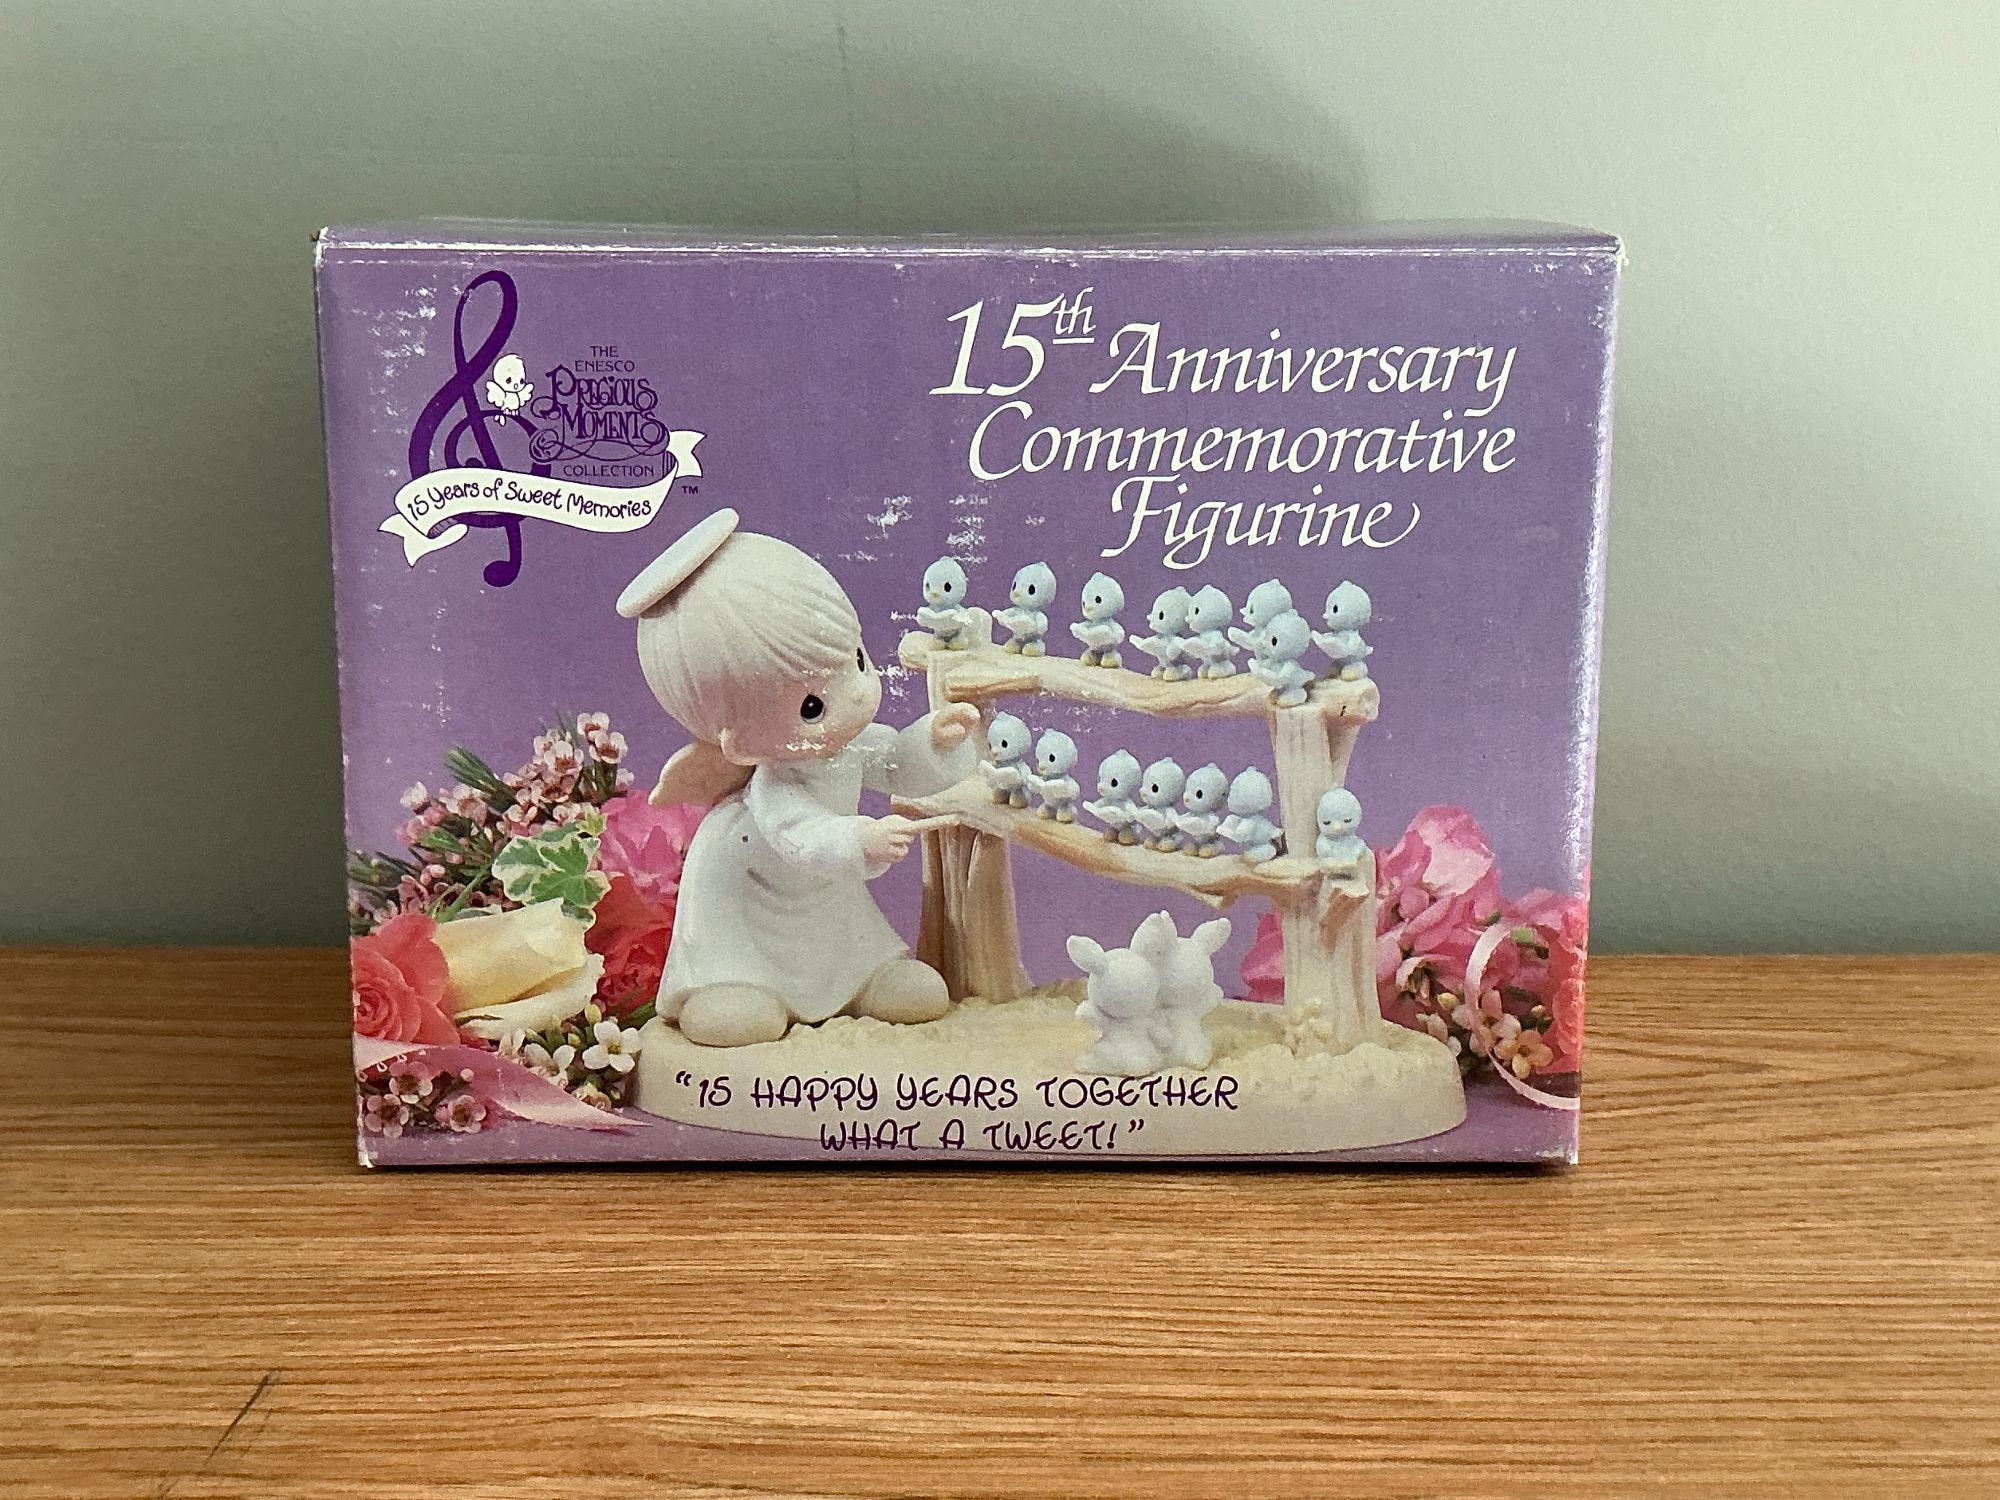 THE
ENESCO
PRECIOUS
MOMENTS
COLLECTION
15 Years of Sweet Memories
TM
15th Anniversary
Commemorative
Figurine
"15 HAPPY YEARS TOGETHER
WHAT A TWEET!"